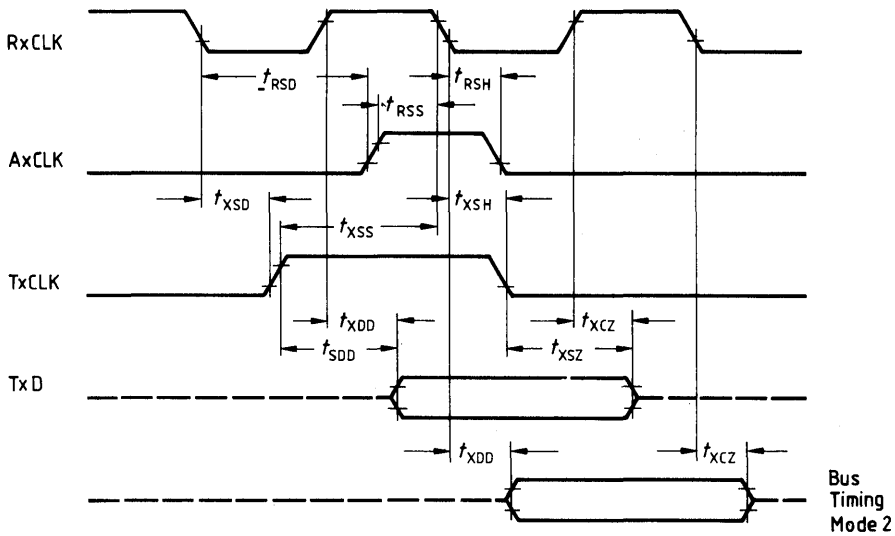 RxCLK
tRSD
tRSH
tRSS
AxCLK
tXSD
tXSH
tXSS
TxCLK
tXDD
tXCZ
tSDD
tXSZ
TxD
tXDD
tXCZ
Bus
Timing
Mode 2